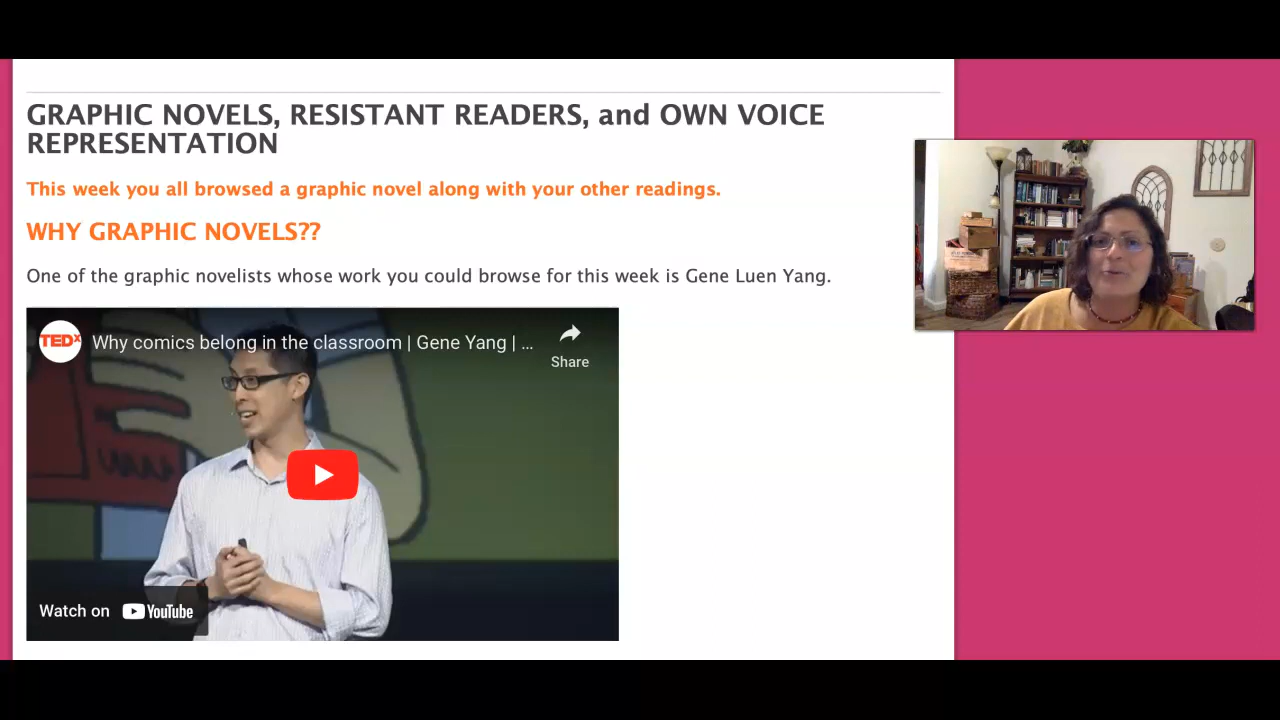 GRAPHIC NOVELS, RESISTANT READERS, and OWN VOICE
REPRESENTATION
This week you all browsed a graphic novel along with your other readings.
WHY GRAPHIC NOVELS??
One of the graphic novelists whose work you could browse for this week is Gene Luen Yang.
TEDx
Why comics belong in the classroom | Gene Yang | ...
Share
Watch on YouTube